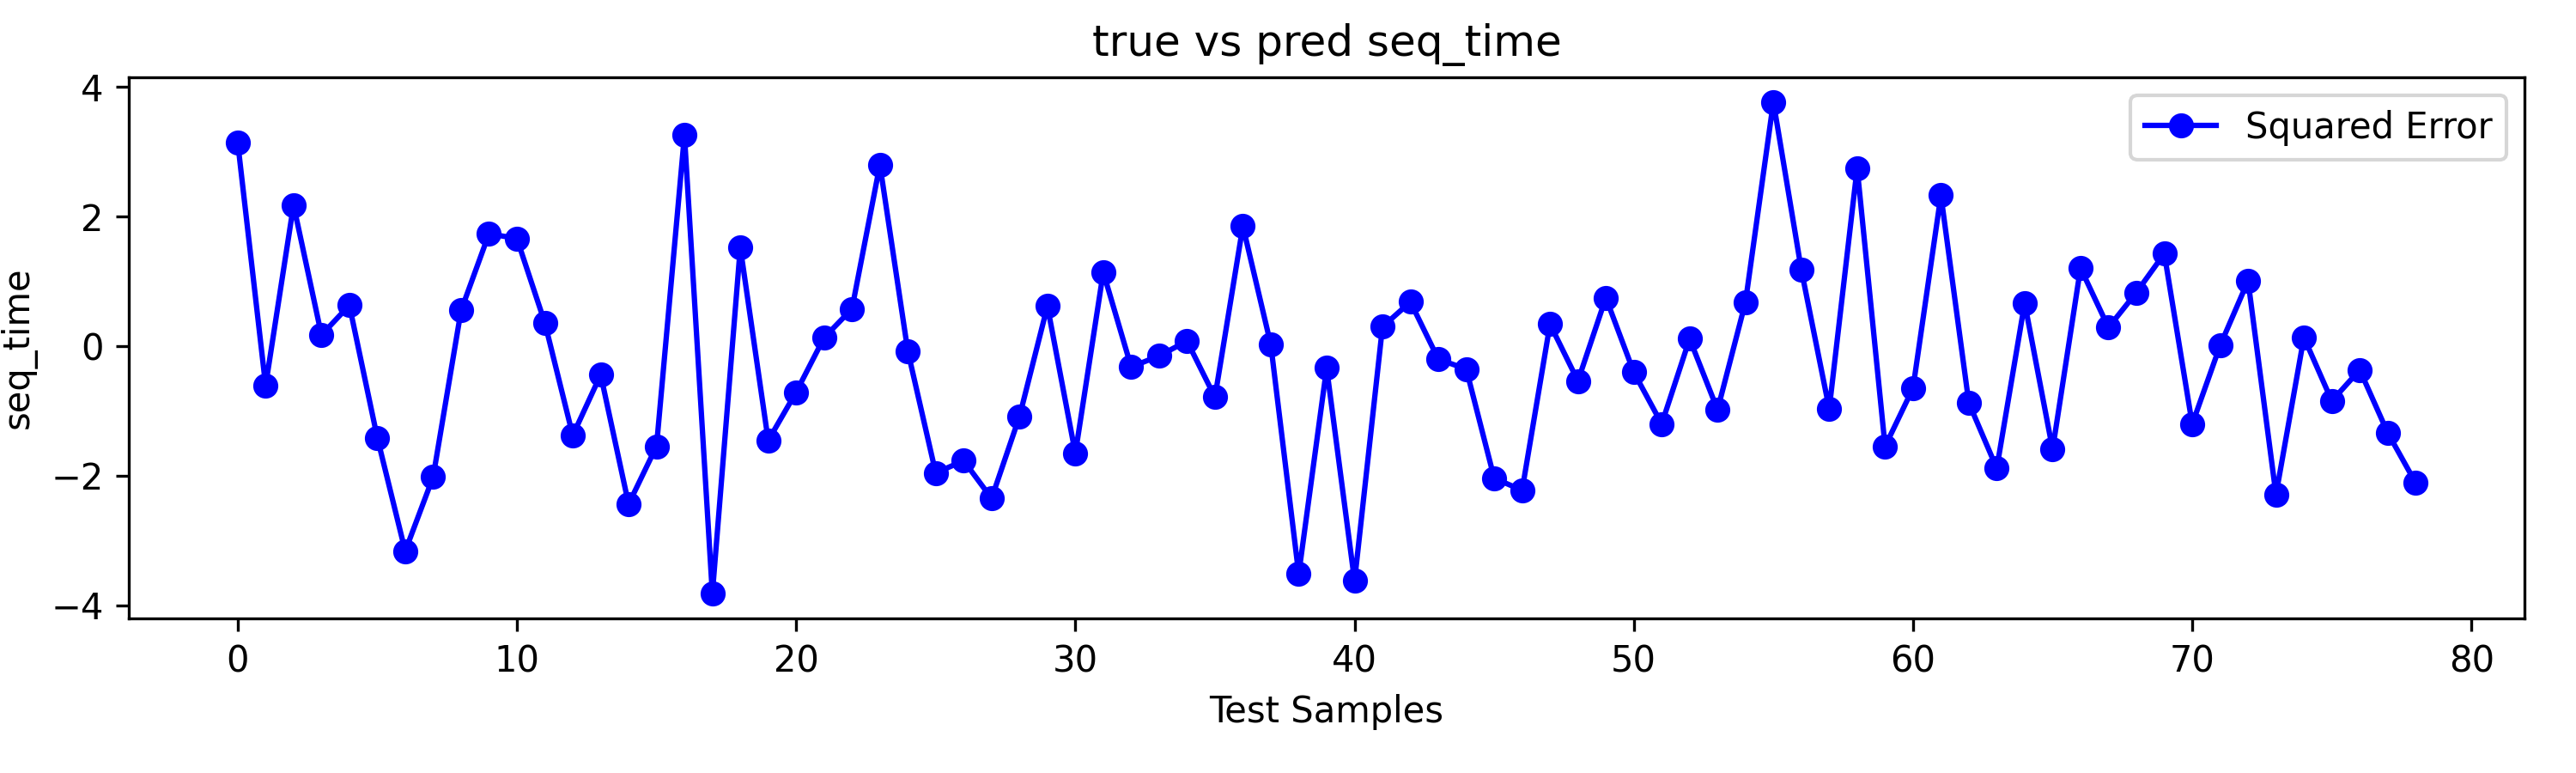 true vs pred seq_time
Squared Error
seq_time
4
2
0
−2
−4
0 10 20 30 40 50 60 70 80
Test Samples